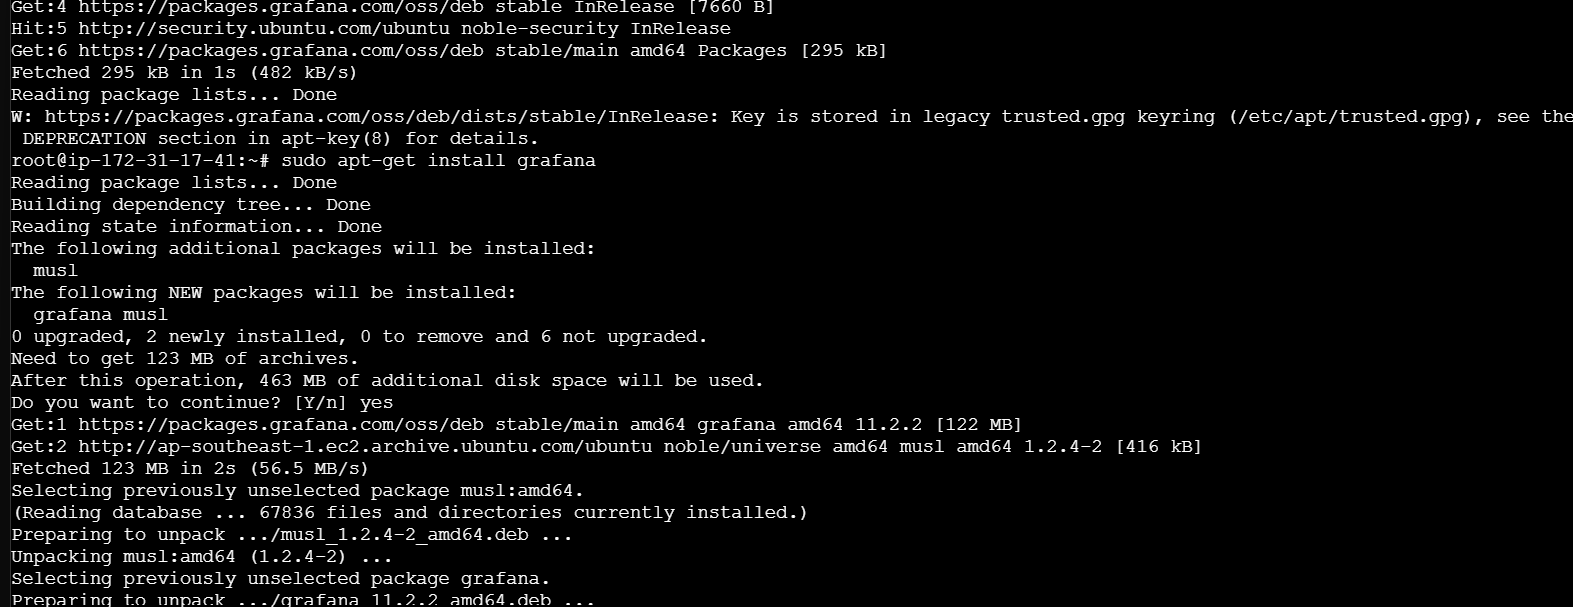 Get:4 https://packages.grafana.com/oss/deb stable InRelease [7660 B]
Hit:5 http://security.ubuntu.com/ubuntu noble-security InRelease
Get:6 https://packages.grafana.com/oss/deb stable/main amd64 Packages [295 kB]
Fetched 295 kB in 1s (482 kB/s)
Reading package lists... Done
W: https://packages.grafana.com/oss/deb/dists/stable/InRelease: Key is stored in legacy trusted.gpg keyring (/etc/apt/trusted.gpg), see the
 DEPRECATION section in apt-key(8) for details.
root@ip-172-31-17-41:~# sudo apt-get install grafana
Reading package lists... Done
Building dependency tree... Done
Reading state information... Done
The following additional packages will be installed:
  musl
The following NEW packages will be installed:
  grafana musl
0 upgraded, 2 newly installed, 0 to remove and 6 not upgraded.
Need to get 123 MB of archives.
After this operation, 463 MB of additional disk space will be used.
Do you want to continue? [Y/n] yes
Get:1 https://packages.grafana.com/oss/deb stable/main amd64 grafana amd64 11.2.2 [122 MB]
Get:2 http://ap-southeast-1.ec2.archive.ubuntu.com/ubuntu noble/universe amd64 musl amd64 1.2.4-2 [416 kB]
Fetched 123 MB in 2s (56.5 MB/s)
Selecting previously unselected package musl:amd64.
(Reading database ... 67836 files and directories currently installed.)
Preparing to unpack .../musl_1.2.4-2_amd64.deb ...
Unpacking musl:amd64 (1.2.4-2) ...
Selecting previously unselected package grafana.
Preparing to unpack .../grafana_11.2.2_amd64.deb ...